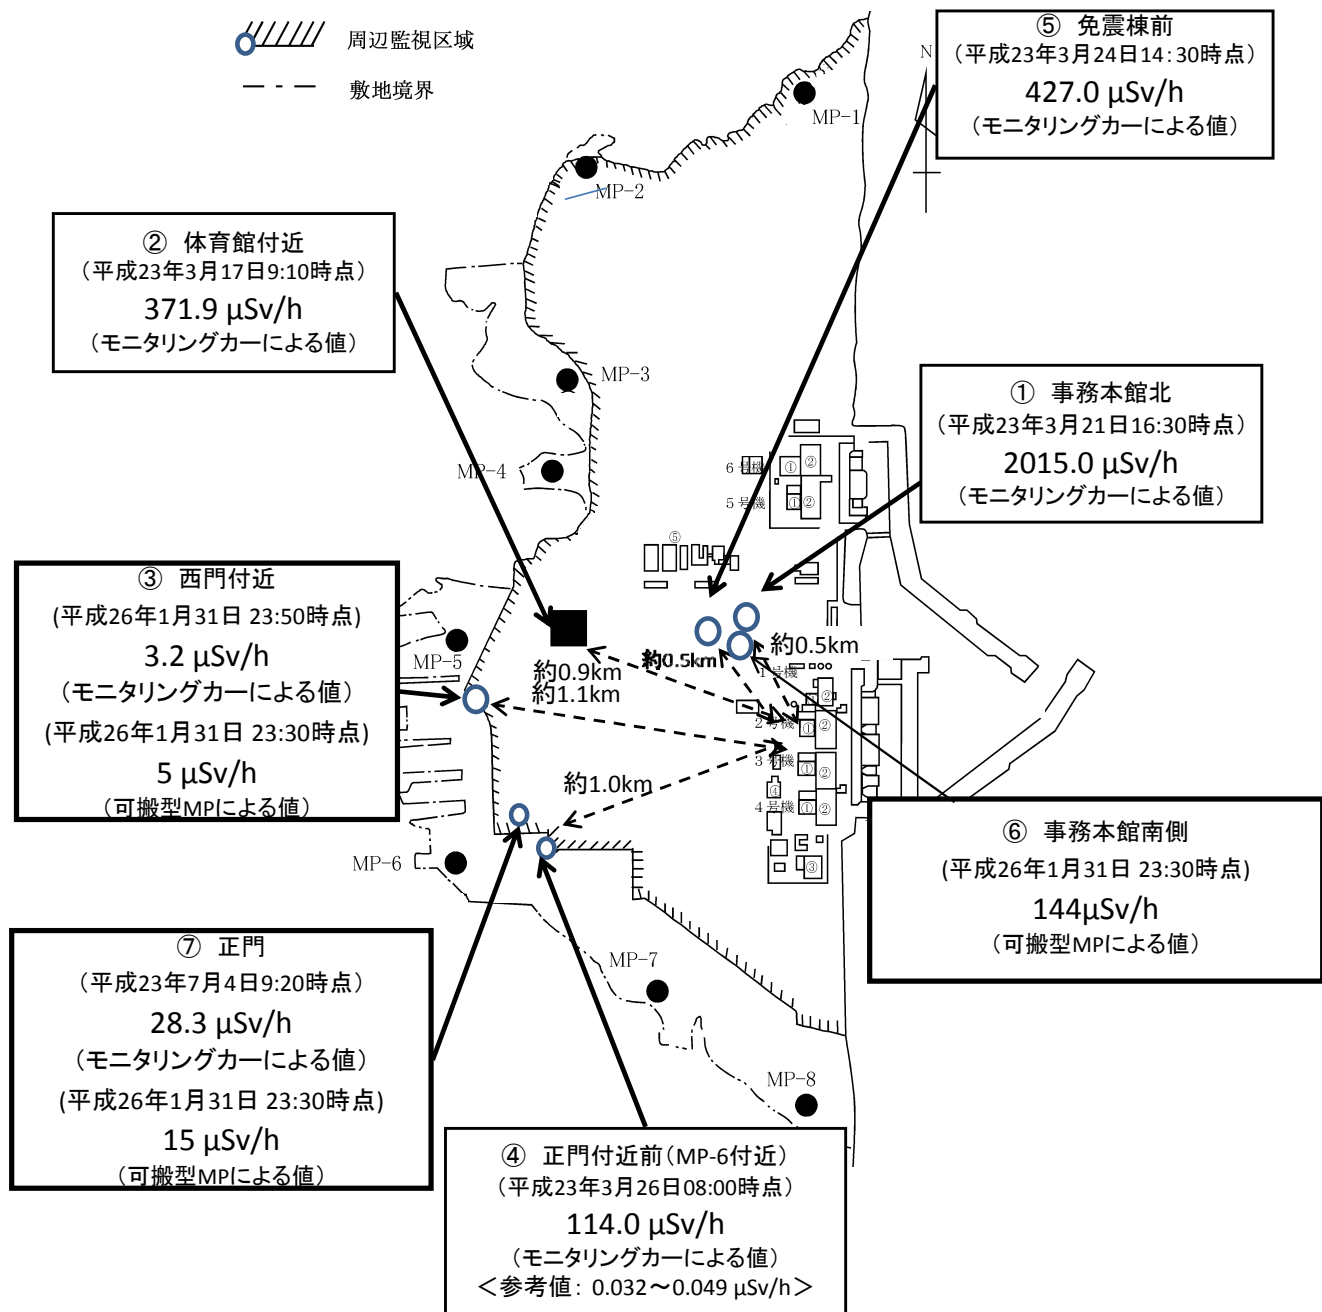 周辺監視区域
敷地境界
⑤ 免震棟前
（平成23年3月24日14:30時点）
427.0 μSv/h
（モニタリングカーによる値）
N
MP-1
MP-2
② 体育館付近
（平成23年3月17日9:10時点）
371.9 μSv/h
（モニタリングカーによる値）
MP-3
① 事務本館北
（平成23年3月21日16:30時点）
2015.0 μSv/h
（モニタリングカーによる値）
MP-4
6号機
①
②
5号機
①
②
⑤
③ 西門付近
(平成26年1月31日 23:50時点)
3.2 μSv/h
（モニタリングカーによる値）
(平成26年1月31日 23:30時点)
5 μSv/h
（可搬型MPによる値）
MP-5
約0.9km
約1.1km
約0.5km
約0.5km
1号機
②
2号機
①
②
3号機
①
②
④
4号機
①
②
③
約1.0km
MP-6
⑥ 事務本館南側
(平成26年1月31日 23:30時点)
144μSv/h
（可搬型MPによる値）
⑦ 正門
（平成23年7月4日9:20時点）
28.3 μSv/h
（モニタリングカーによる値）
(平成26年1月31日 23:30時点)
15 μSv/h
（可搬型MPによる値）
MP-7
MP-8
④ 正門付近前（MP-6付近）
（平成23年3月26日08:00時点）
114.0 μSv/h
（モニタリングカーによる値）
＜参考値： 0.032～0.049 μSv/h＞